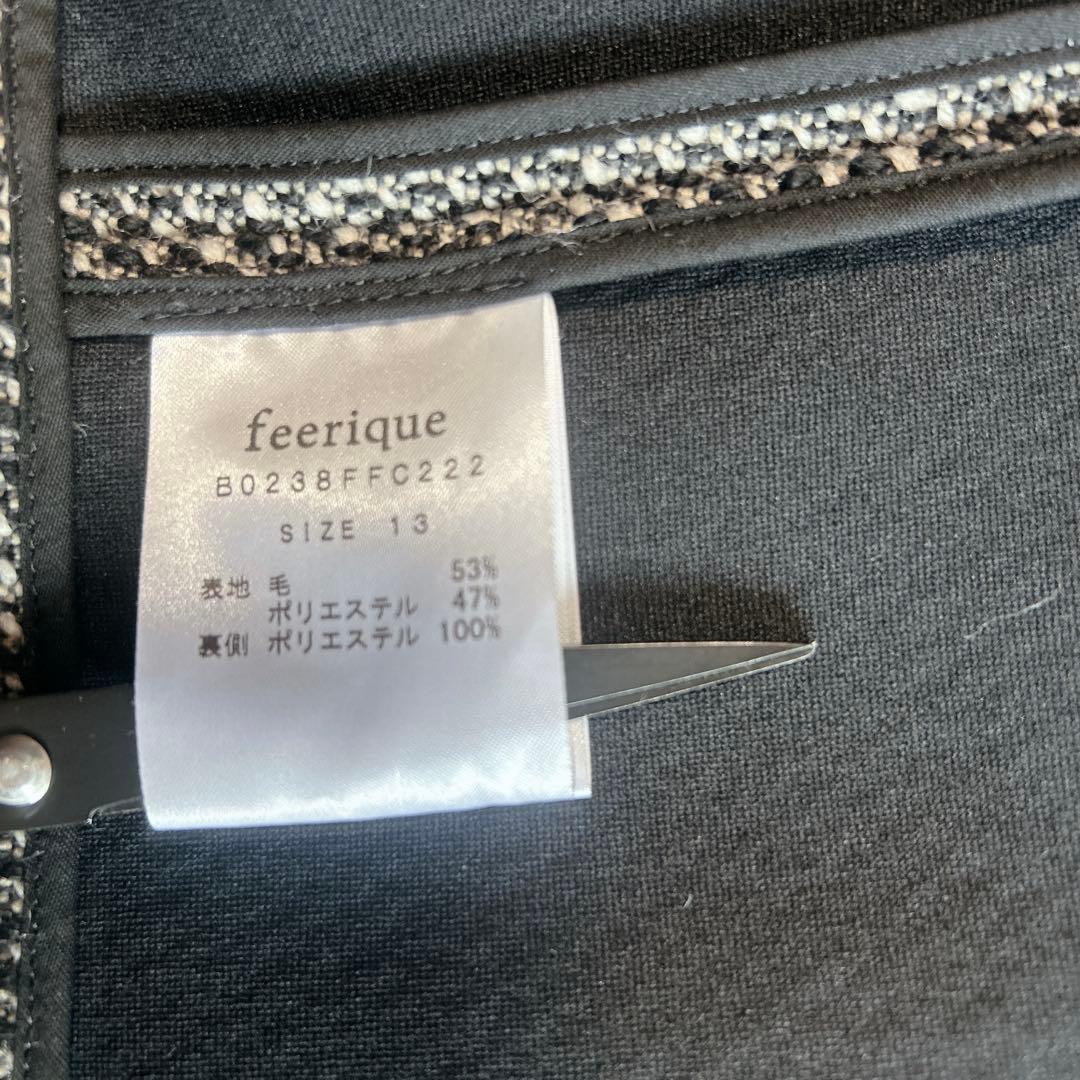 feerique
B0238FFC222
SIZE 13
表地 毛 53%
ポリエステル 47%
裏側 ポリエステル 100%